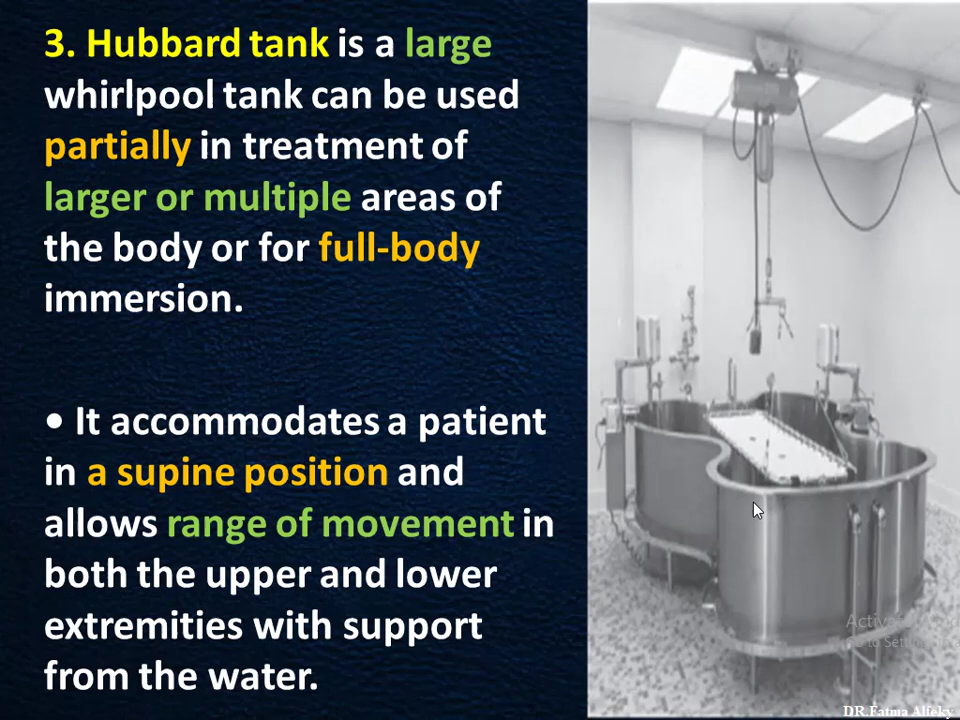 3. Hubbard tank is a large
whirlpool tank can be used
partially in treatment of
larger or multiple areas of
the body or for full-body
immersion.
• It accommodates a patient
in a supine position and
allows range of movement in
both the upper and lower
extremities with support
from the water.
DR.Fatma Alfeky